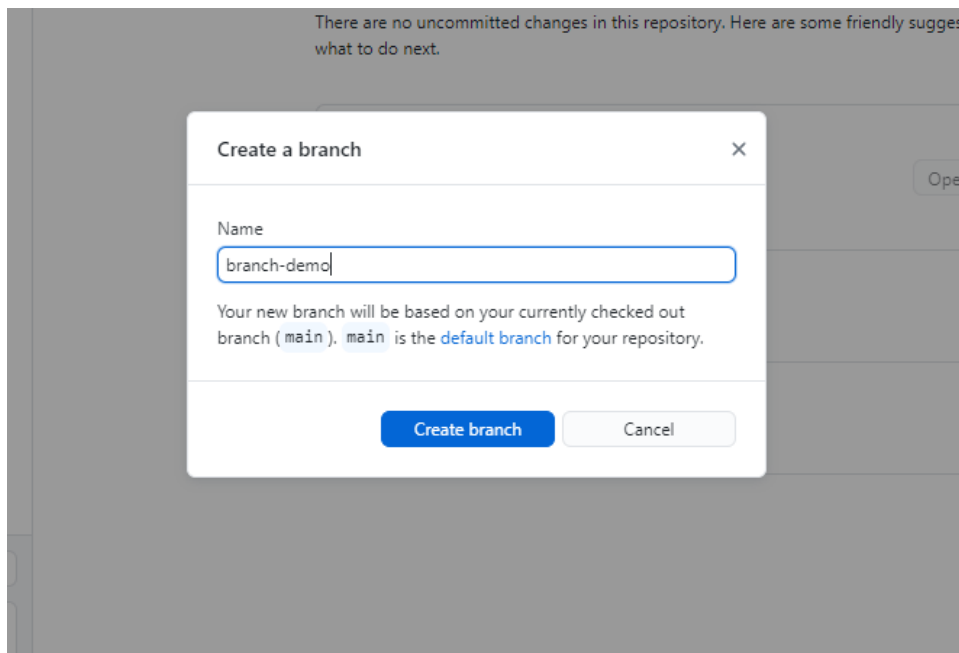 There are no uncommitted changes in this repository. Here are some friendly
what to do next.
Create a branch
Name
branch-demo
Your new branch will be based on your currently checked out
branch ( main ). main is the default branch for your repository.
Create branch
Cancel